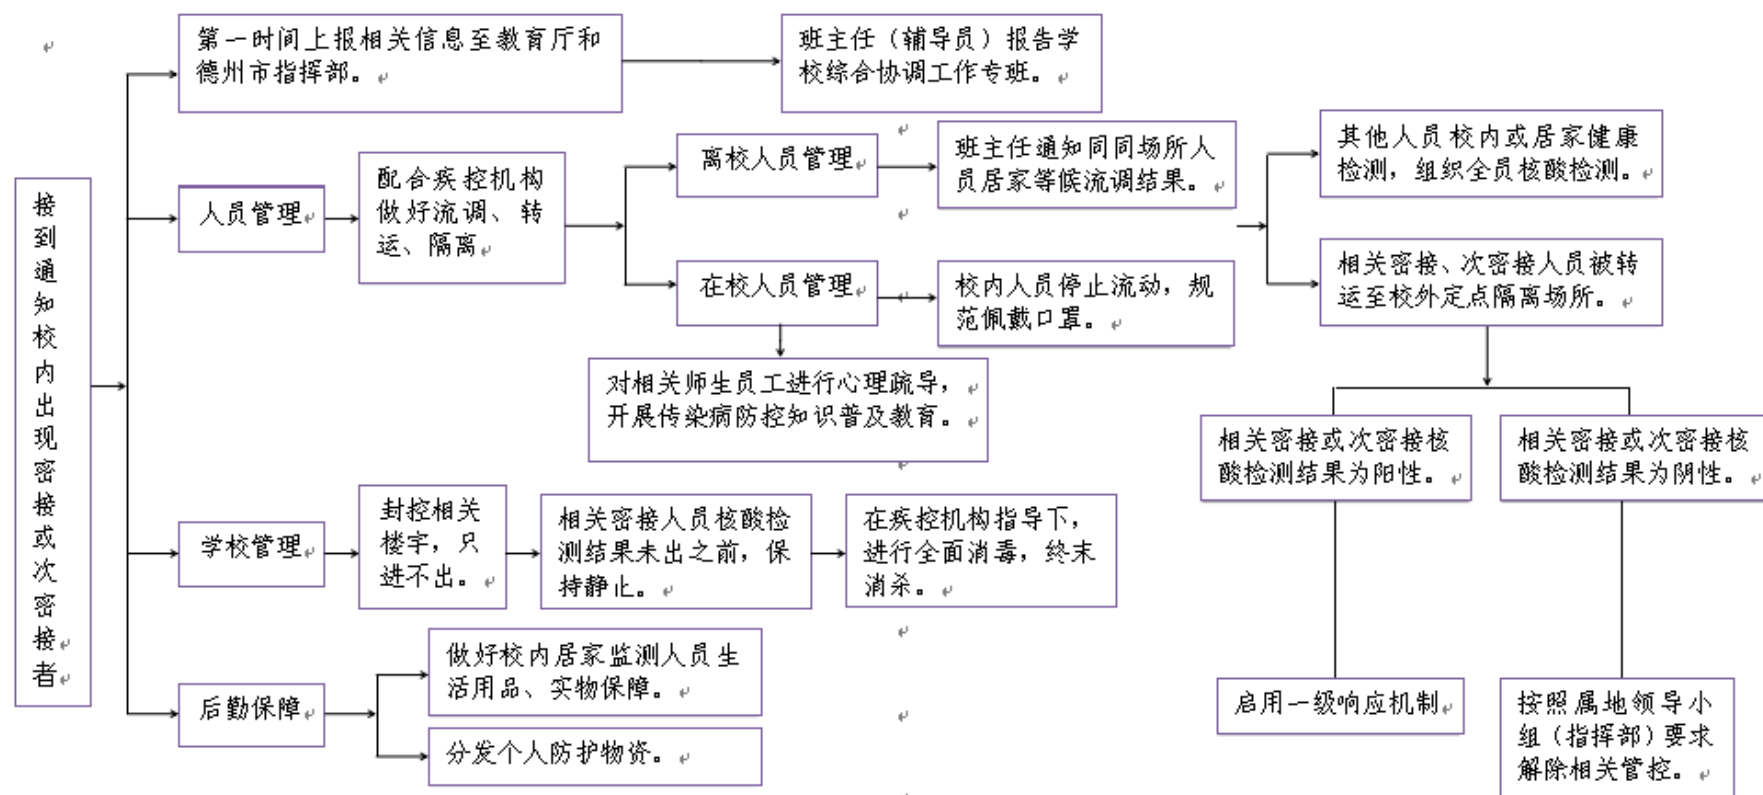 接到通知校内出现密接或次密接者
第一时间上报相关信息至教育厅和
德州市指挥部。
班主任（辅导员）报告学
校综合协调工作专班。
人员管理
配合疾控机构
做好流调、转
运、隔离
离校人员管理
班主任通知同同场所人
员居家等候流调结果。
在校人员管理
校内人员停止流动，规
范佩戴口罩。
对相关师生员工进行心理疏导，
开展传染病防控知识普及教育。
其他人员校内或居家健康
检测，组织全员核酸检测。
相关密接、次密接人员被转
运至校外定点隔离场所。
相关密接或次密接核
酸检测结果为阳性。
相关密接或次密接核
酸检测结果为阴性。
启用一级响应机制
按照属地领导小
组（指挥部）要求
解除相关管控。
学校管理
封控相关
楼宇，只
进不出。
相关密接人员核酸检
测结果未出之前，保
持静止。
在疾控机构指导下，
进行全面消毒，终末
消杀。
后勤保障
做好校内居家监测人员生
活用品、实物保障。
分发个人防护物资。